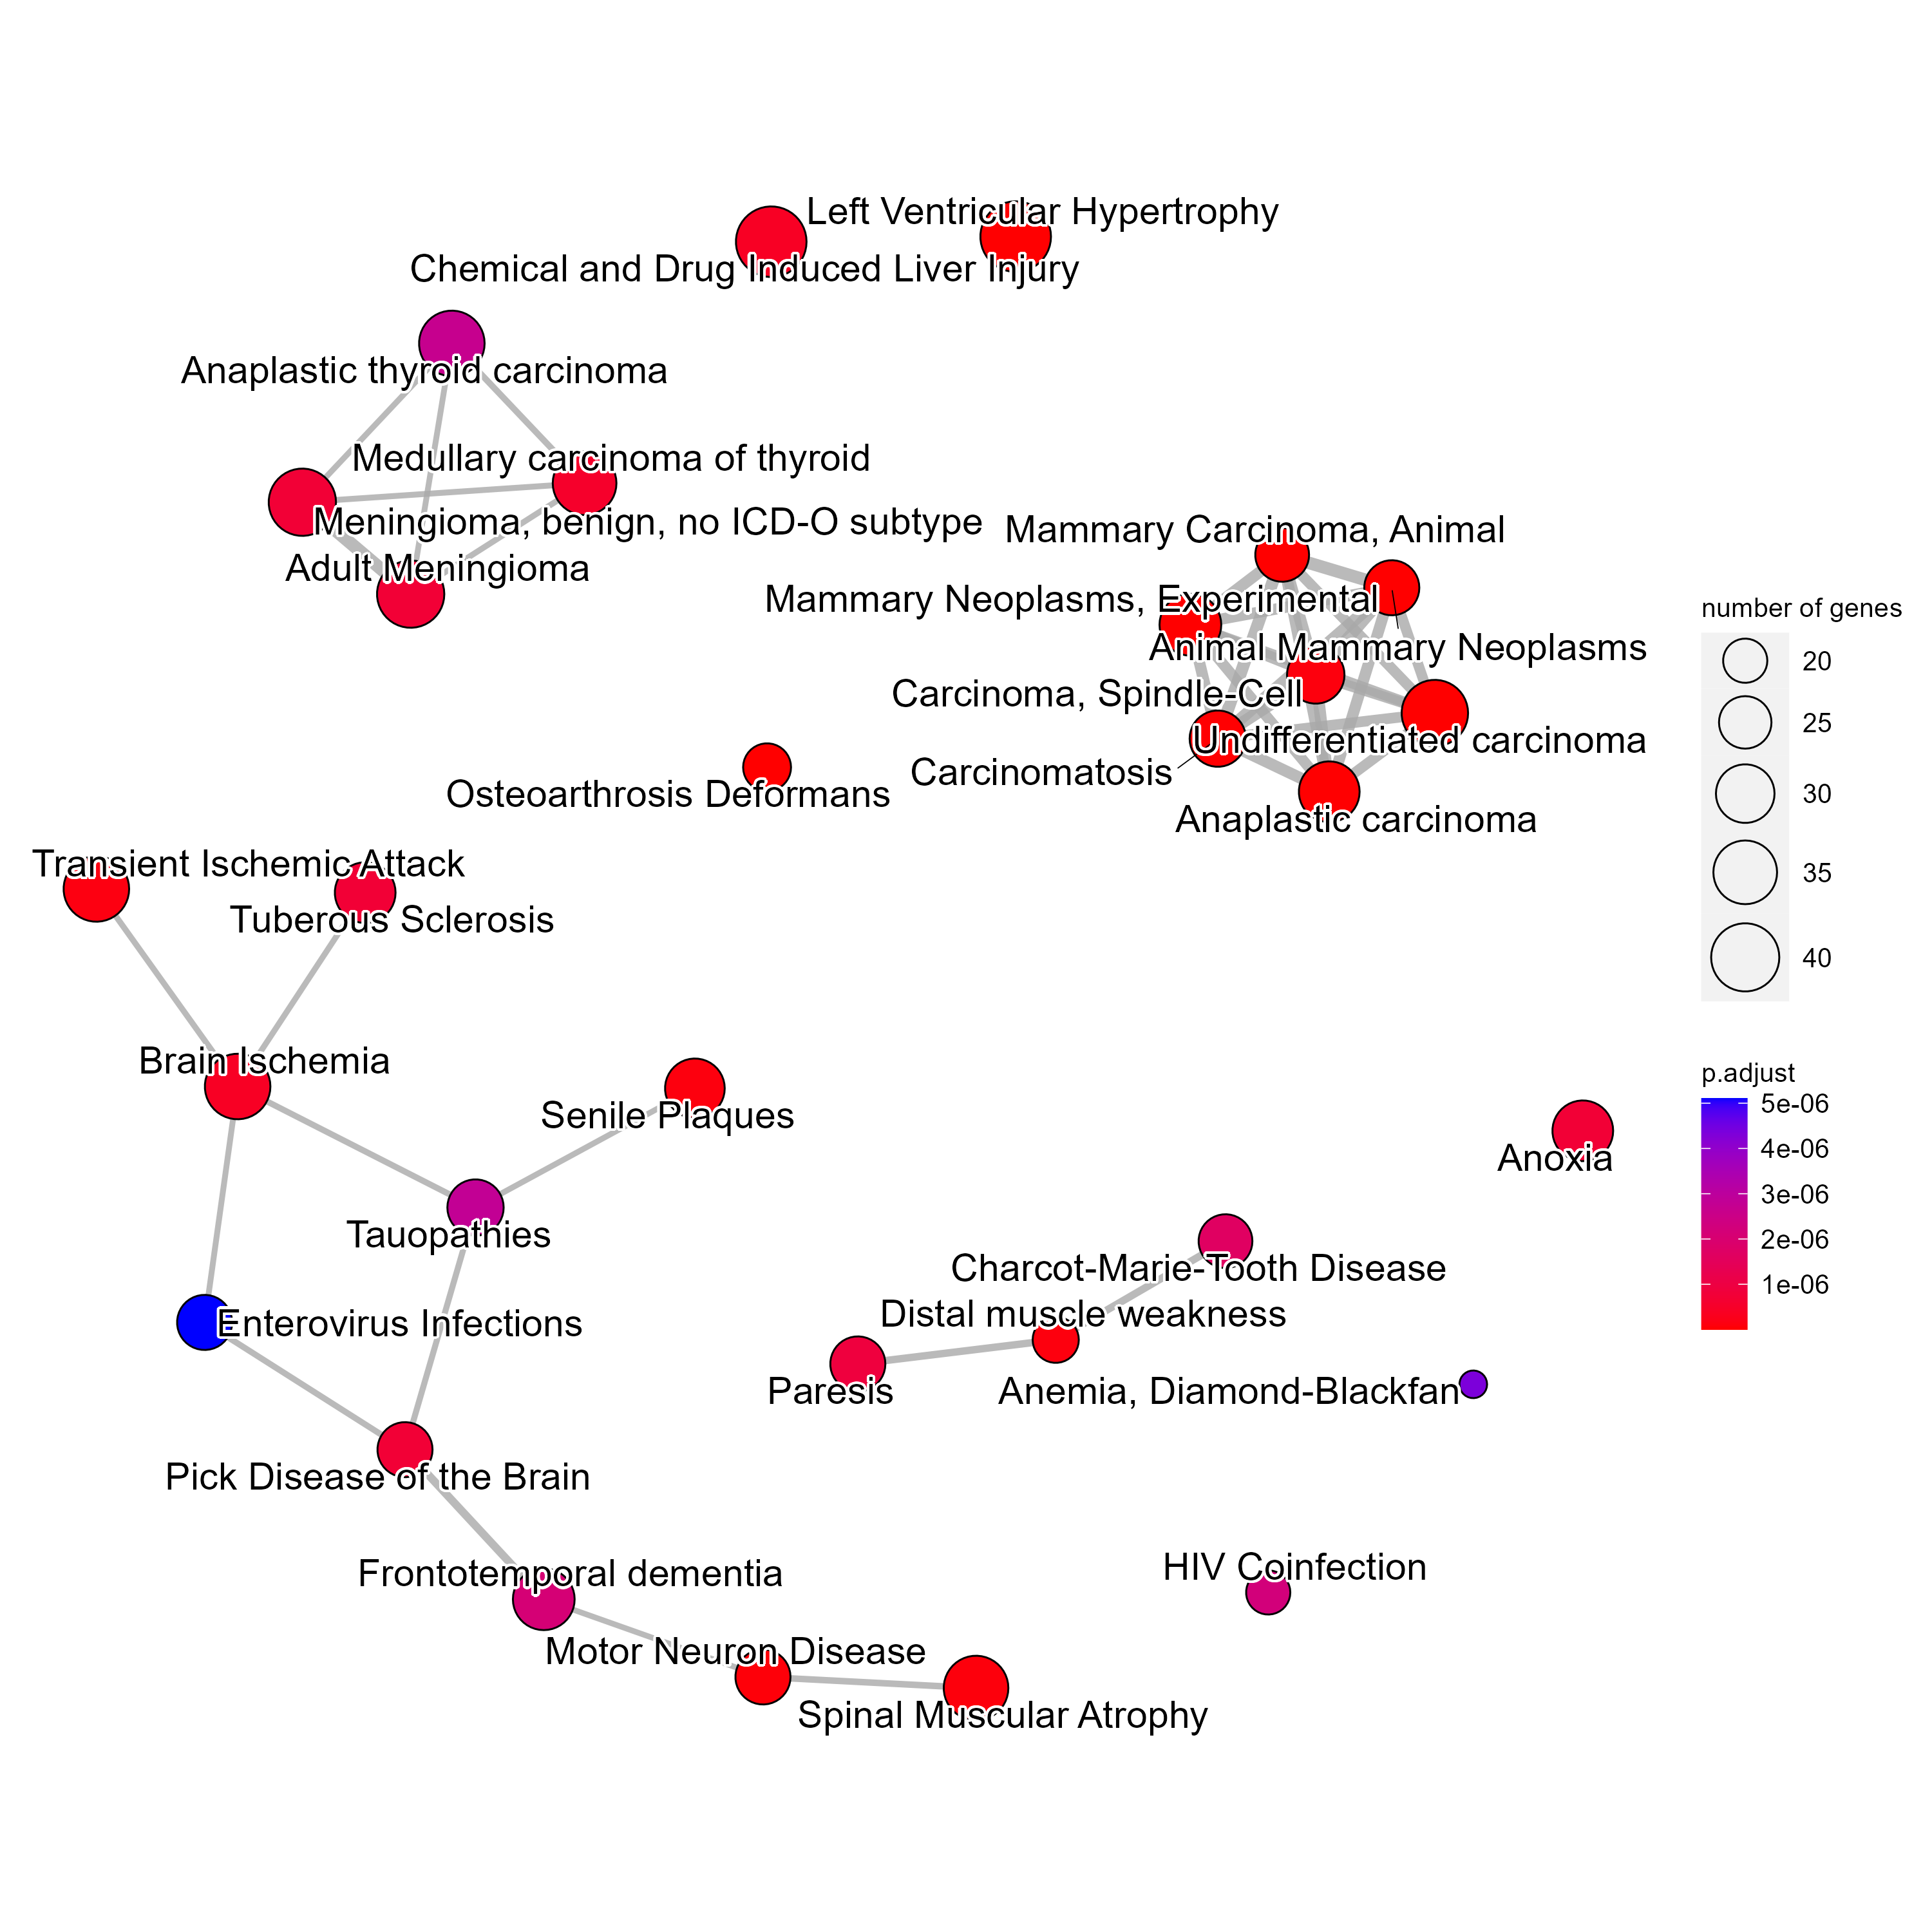 Left Ventricular Hypertrophy
Chemical and Drug Induced Liver Injury
Anaplastic thyroid carcinoma
Medullary carcinoma of thyroid
Meningioma, benign, no ICD-O subtype
Adult Meningioma
Mammary Carcinoma, Animal
Mammary Neoplasms, Experimental
Animal Mammary Neoplasms
Carcinoma, Spindle-Cell
Undifferentiated carcinoma
Carcinomatosis
Anaplastic carcinoma
Osteoarthrosis Deformans
Transient Ischemic Attack
Tuberous Sclerosis
Brain Ischemia
Senile Plaques
Tauopathies
Enterovirus Infections
Pick Disease of the Brain
Frontotemporal dementia
Motor Neuron Disease
Spinal Muscular Atrophy
Anoxia
Charcot-Marie-Tooth Disease
Distal muscle weakness
Paresis
Anemia, Diamond-Blackfan
HIV Coinfection
number of genes
20
25
30
35
40
p.adjust
5e-06
4e-06
3e-06
2e-06
1e-06